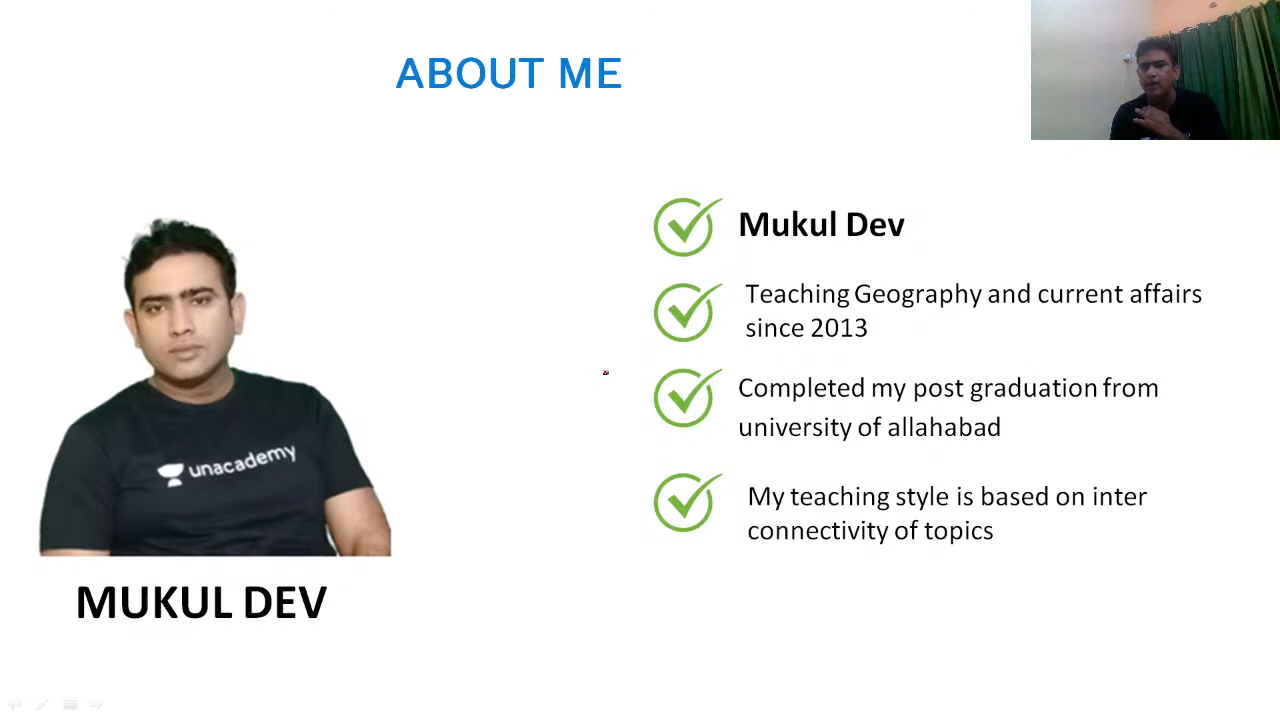 ABOUT ME
Mukul Dev
Teaching Geography and current affairs
since 2013
Completed my post graduation from
university of allahabad
My teaching style is based on inter
connectivity of topics
unacademy
MUKUL DEV